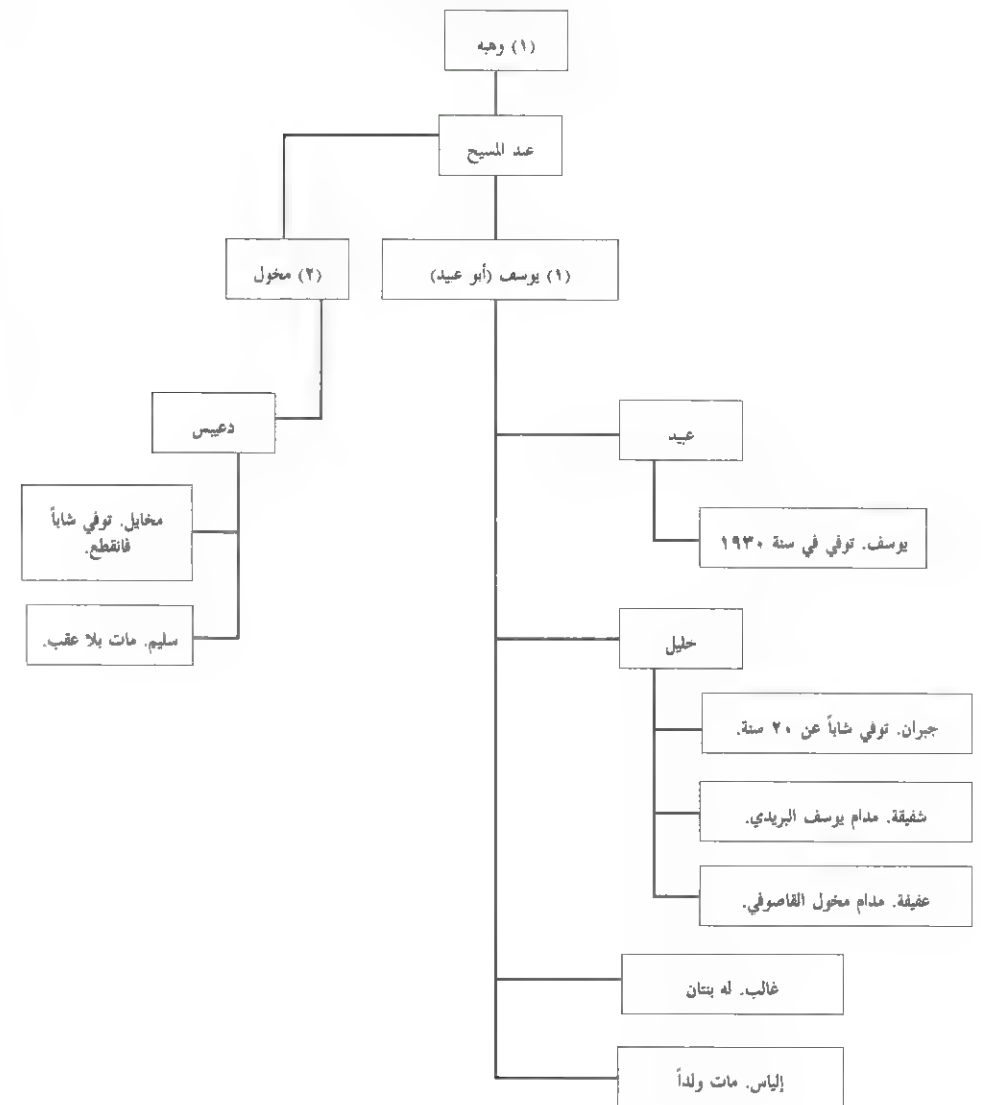 (١) وهبه
عبد المسيح
(١) يوسف (أبو عبيد)
(٢) مخول
دعيبس
عبيد
مخايل. توفي شاباً
فانقطع.
يوسف. توفي في سنة ١٩٣٠
سليم. مات بلا عقب.
خليل
جبران. توفي شاباً عن ٢٠ سنة.
شفيقة. مدام يوسف البريدي.
عفيفة. مدام مخول القاصوفي.
غالب. له بنتان
إلياس. مات ولداً